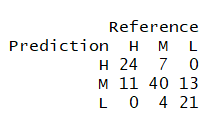 Reference
Prediction H M L
H 24 7 0
M 11 40 13
L 0 4 21